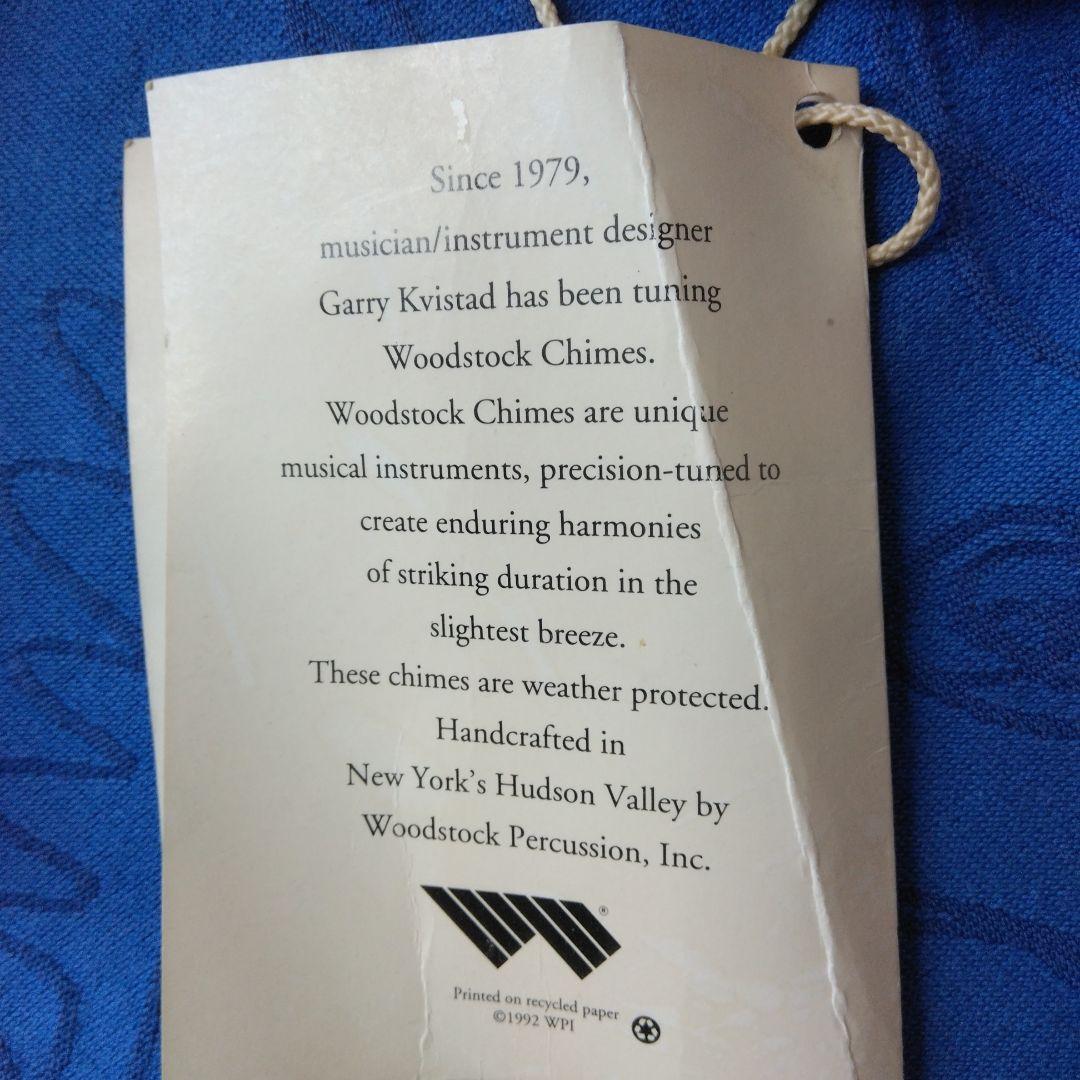 Since 1979,
musician/instrument designer
Garry Kvistad has been tuning
Woodstock Chimes.
Woodstock Chimes are unique
musical instruments, precision-tuned to
create enduring harmonies
of striking duration in the
slightest breeze.
These chimes are weather protected.
Handcrafted in
New York's Hudson Valley by
Woodstock Percussion, Inc.
®
Printed on recycled paper
©1992 WPI